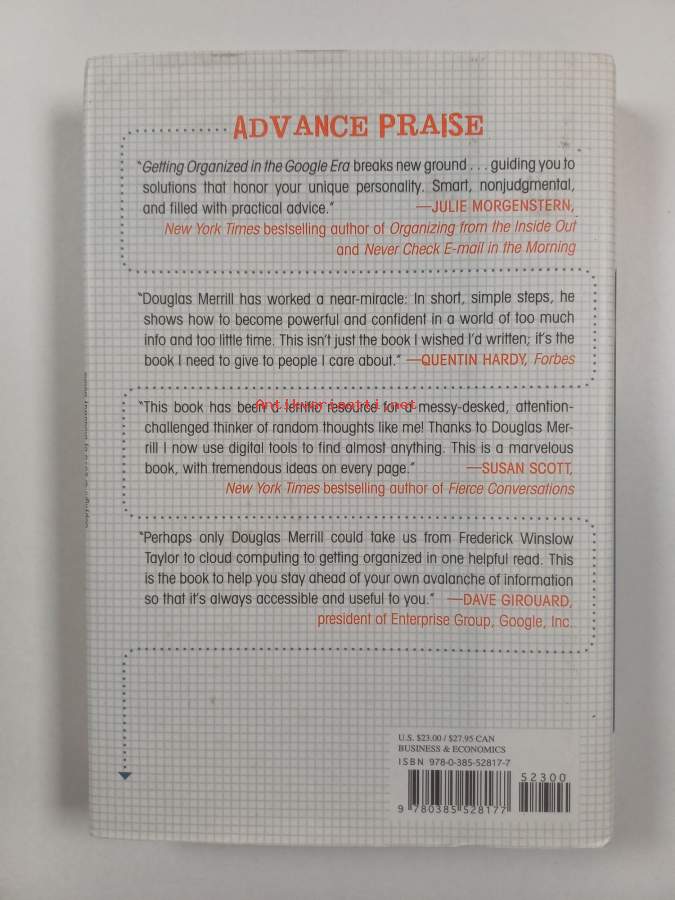 ADVANCE PRAISE
"Getting Organized in the Google Era breaks new ground . . . guiding you to
solutions that honor your unique personality. Smart, nonjudgmental,
and filled with practical advice." —JULIE MORGENSTERN,
New York Times bestselling author of Organizing from the Inside Out
and Never Check E-mail in the Morning
"Douglas Merrill has worked a near-miracle: In short, simple steps, he
shows how to become powerful and confident in a world of too much
info and too little time. This isn't just the book I wished I'd written; it's the
book I need to give to people I care about." —QUENTIN HARDY, Forbes
Antikvariaatti.net
"This book has been a terrific resource for a messy-desked, attention-
challenged thinker of random thoughts like me! Thanks to Douglas Mer-
rill I now use digital tools to find almost anything. This is a marvelous
book, with tremendous ideas on every page." —SUSAN SCOTT,
New York Times bestselling author of Fierce Conversations
"Perhaps only Douglas Merrill could take us from Frederick Winslow
Taylor to cloud computing to getting organized in one helpful read. This
is the book to help you stay ahead of your own avalanche of information
so that it's always accessible and useful to you." —DAVE GIROUARD,
president of Enterprise Group, Google, Inc.
U.S. $23.00 / $27.95 CAN
BUSINESS & ECONOMICS
ISBN 978-0-385-52817-7
52300
9 780385 528177